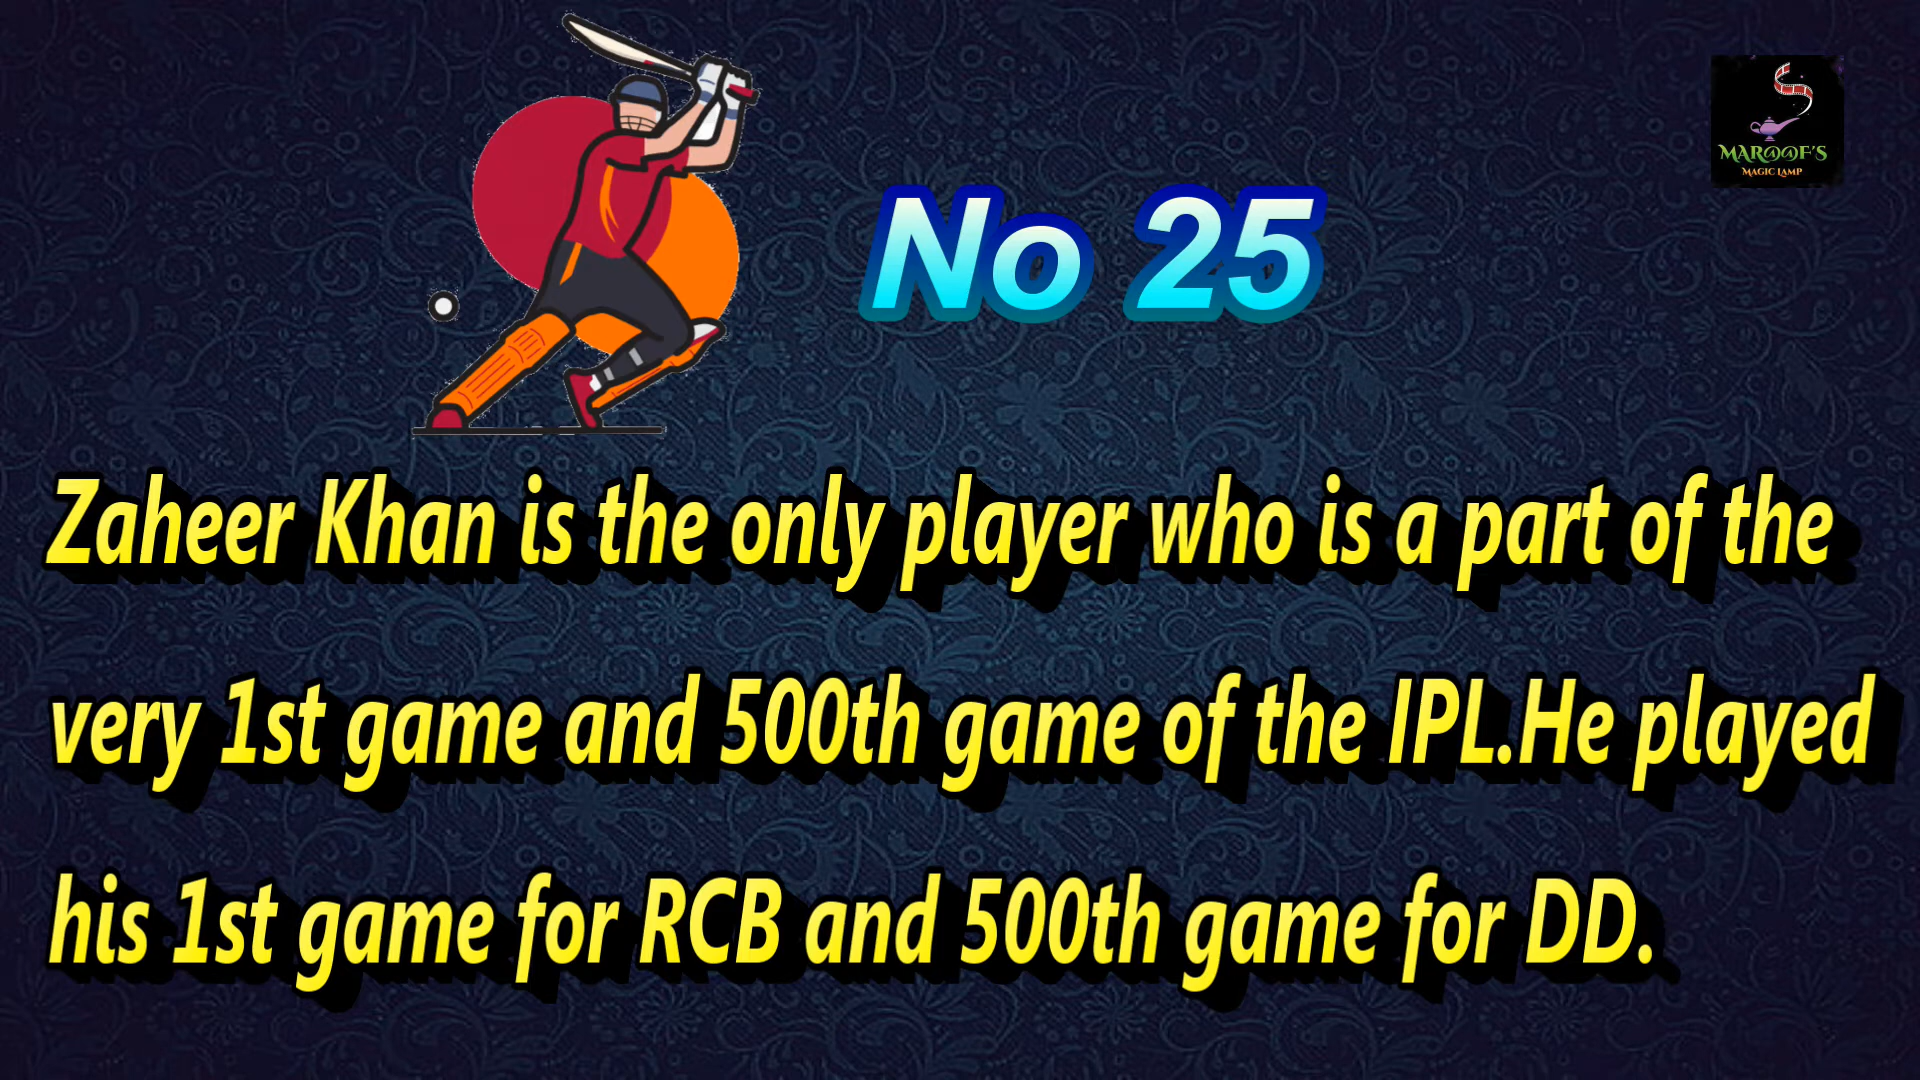 MAR@@F'S
MAGIC LAMP
No 25
Zaheer Khan is the only player who is a part of the
very 1st game and 500th game of the IPL.He played
his 1st game for RCB and 500th game for DD.